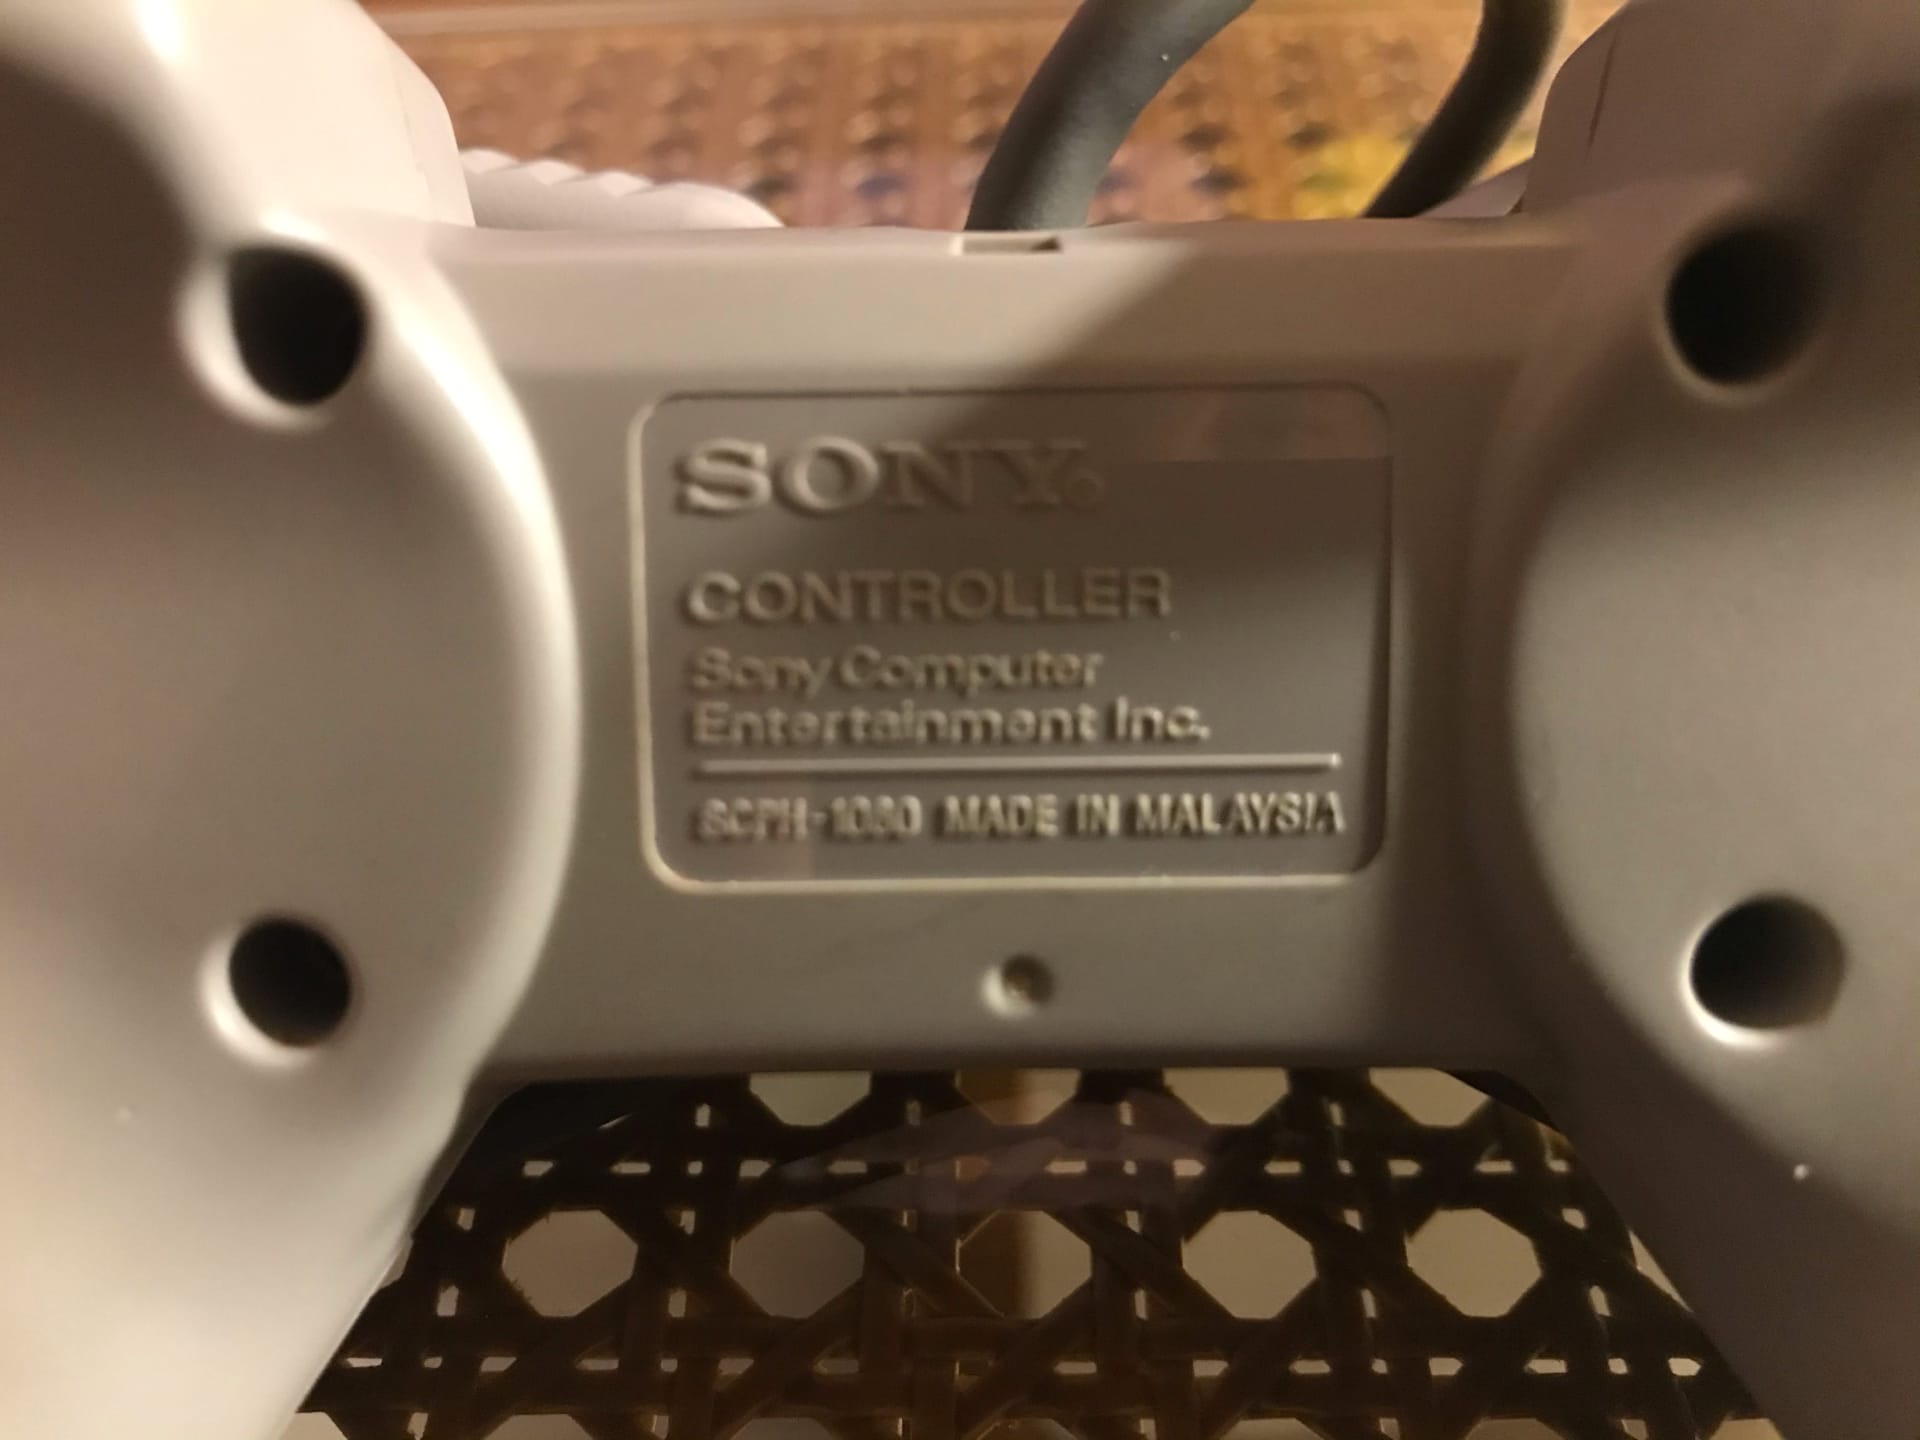 SONY®
CONTROLLER
Sony Computer
Entertainment Inc.
SCPH-1080 MADE IN MALAYSIA